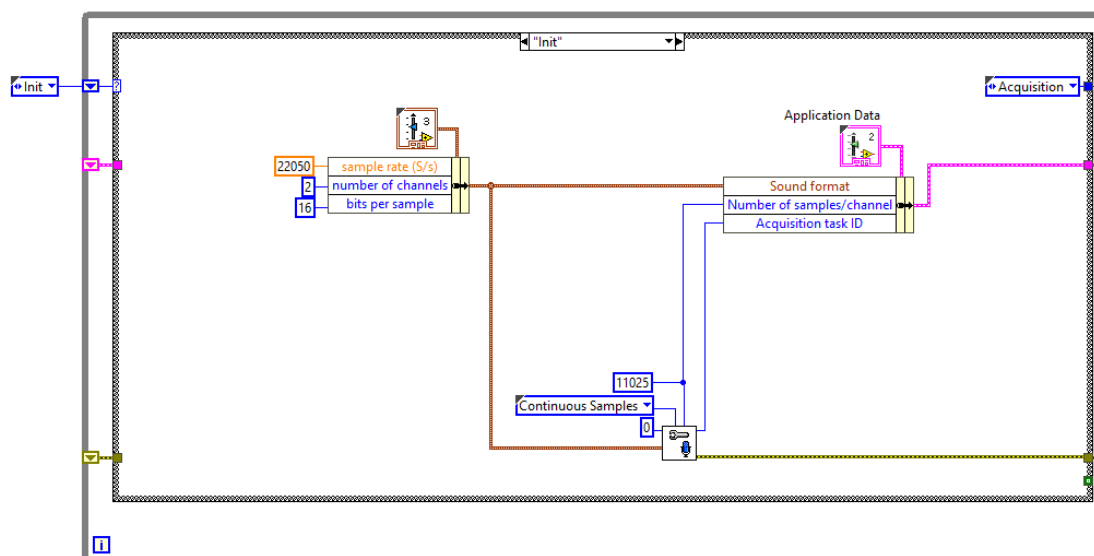 "Init"
Init
Acquisition
3
Application Data
2
22050
sample rate (S/s)
2
number of channels
16
bits per sample
Sound format
Number of samples/channel
Acquisition task ID
11025
Continuous Samples
0
i